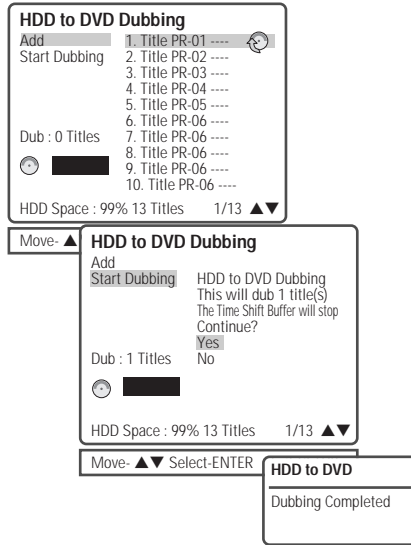 HDD to DVD Dubbing
Add
Start Dubbing
1. Title PR-01 ----
2. Title PR-02 ----
3. Title PR-03 ----
4. Title PR-04 ----
5. Title PR-05 ----
6. Title PR-06 ----
7. Title PR-06 ----
8. Title PR-06 ----
9. Title PR-06 ----
10. Title PR-06 ----
Dub : 0 Titles
HDD Space : 99% 13 Titles 1/13 ▲▼
Move- ▲
HDD to DVD Dubbing
Add
Start Dubbing
HDD to DVD Dubbing
This will dub 1 title(s)
The Time Shift Buffer will stop
Continue?
Yes
No
Dub : 1 Titles
HDD Space : 99% 13 Titles 1/13 ▲▼
Move- ▲▼ Select-ENTER
HDD to DVD
Dubbing Completed